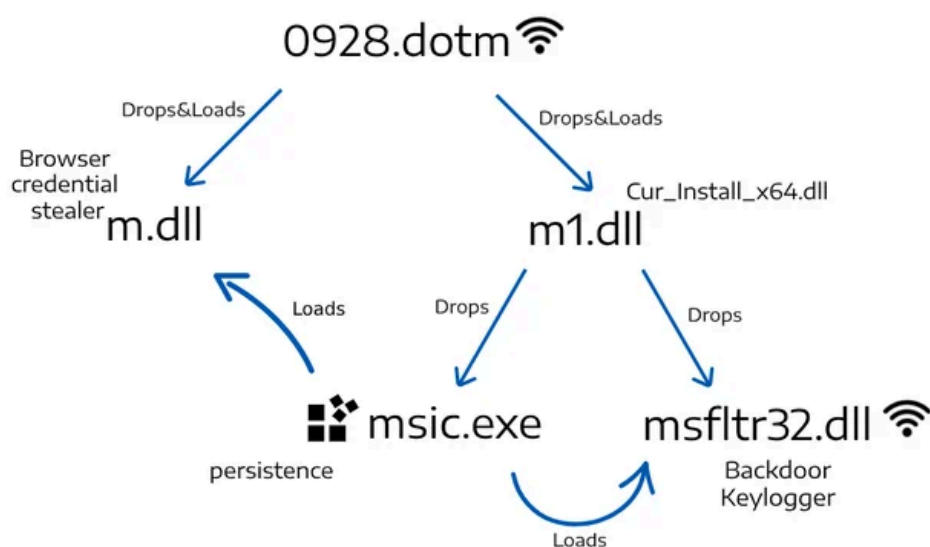 0928.dotm
Drops&Loads
Drops&Loads
Browser
credential
stealer
m.dll
Cur_Install_x64.dll
m1.dll
Loads
Drops
Drops
msic.exe
msfltr32.dll
persistence
Backdoor
Keylogger
Loads